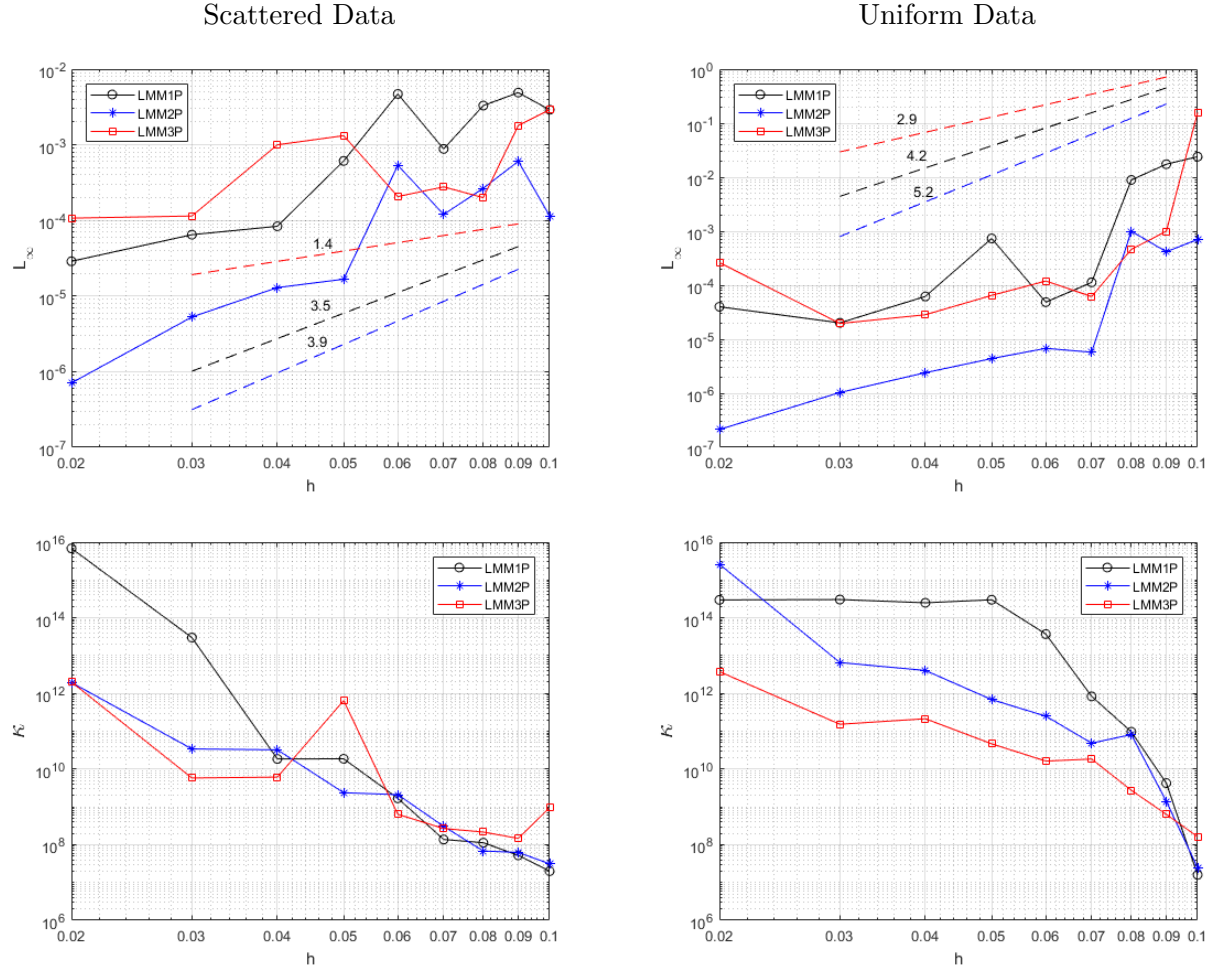 Scattered Data
Uniform Data
10^-2
10^-3
10^-4
10^-5
10^-6
10^-7
L∞
LMM1P
LMM2P
LMM3P
1.4
3.5
3.9
0.02 0.03 0.04 0.05 0.06 0.07 0.08 0.09 0.1
h
10^0
10^-1
10^-2
10^-3
10^-4
10^-5
10^-6
10^-7
L∞
LMM1P
LMM2P
LMM3P
2.9
4.2
5.2
0.02 0.03 0.04 0.05 0.06 0.07 0.08 0.09 0.1
h
10^16
10^14
10^12
10^10
10^8
10^6
κ
LMM1P
LMM2P
LMM3P
0.02 0.03 0.04 0.05 0.06 0.07 0.08 0.09 0.1
h
10^16
10^14
10^12
10^10
10^8
10^6
κ
LMM1P
LMM2P
LMM3P
0.02 0.03 0.04 0.05 0.06 0.07 0.08 0.09 0.1
h